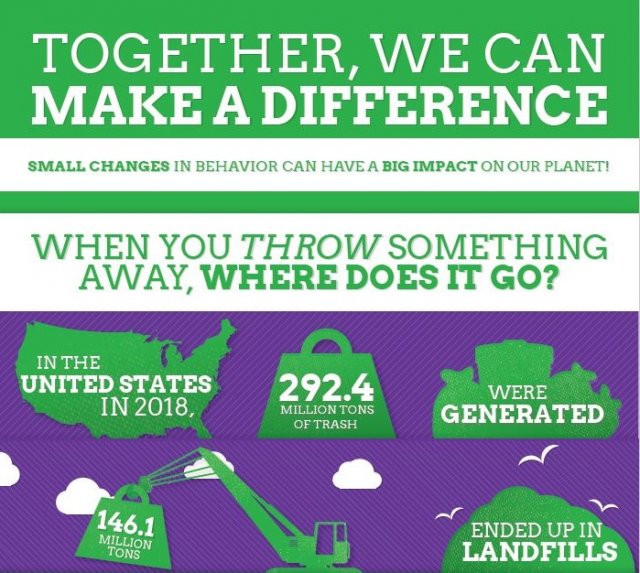 TOGETHER, WE CAN
MAKE A DIFFERENCE
SMALL CHANGES IN BEHAVIOR CAN HAVE A BIG IMPACT ON OUR PLANET!
WHEN YOU THROW SOMETHING
AWAY, WHERE DOES IT GO?
IN THE
UNITED STATES
IN 2018,
292.4
MILLION TONS
OF TRASH
WERE
GENERATED
146.1
MILLION
TONS
ENDED UP IN
LANDFILLS